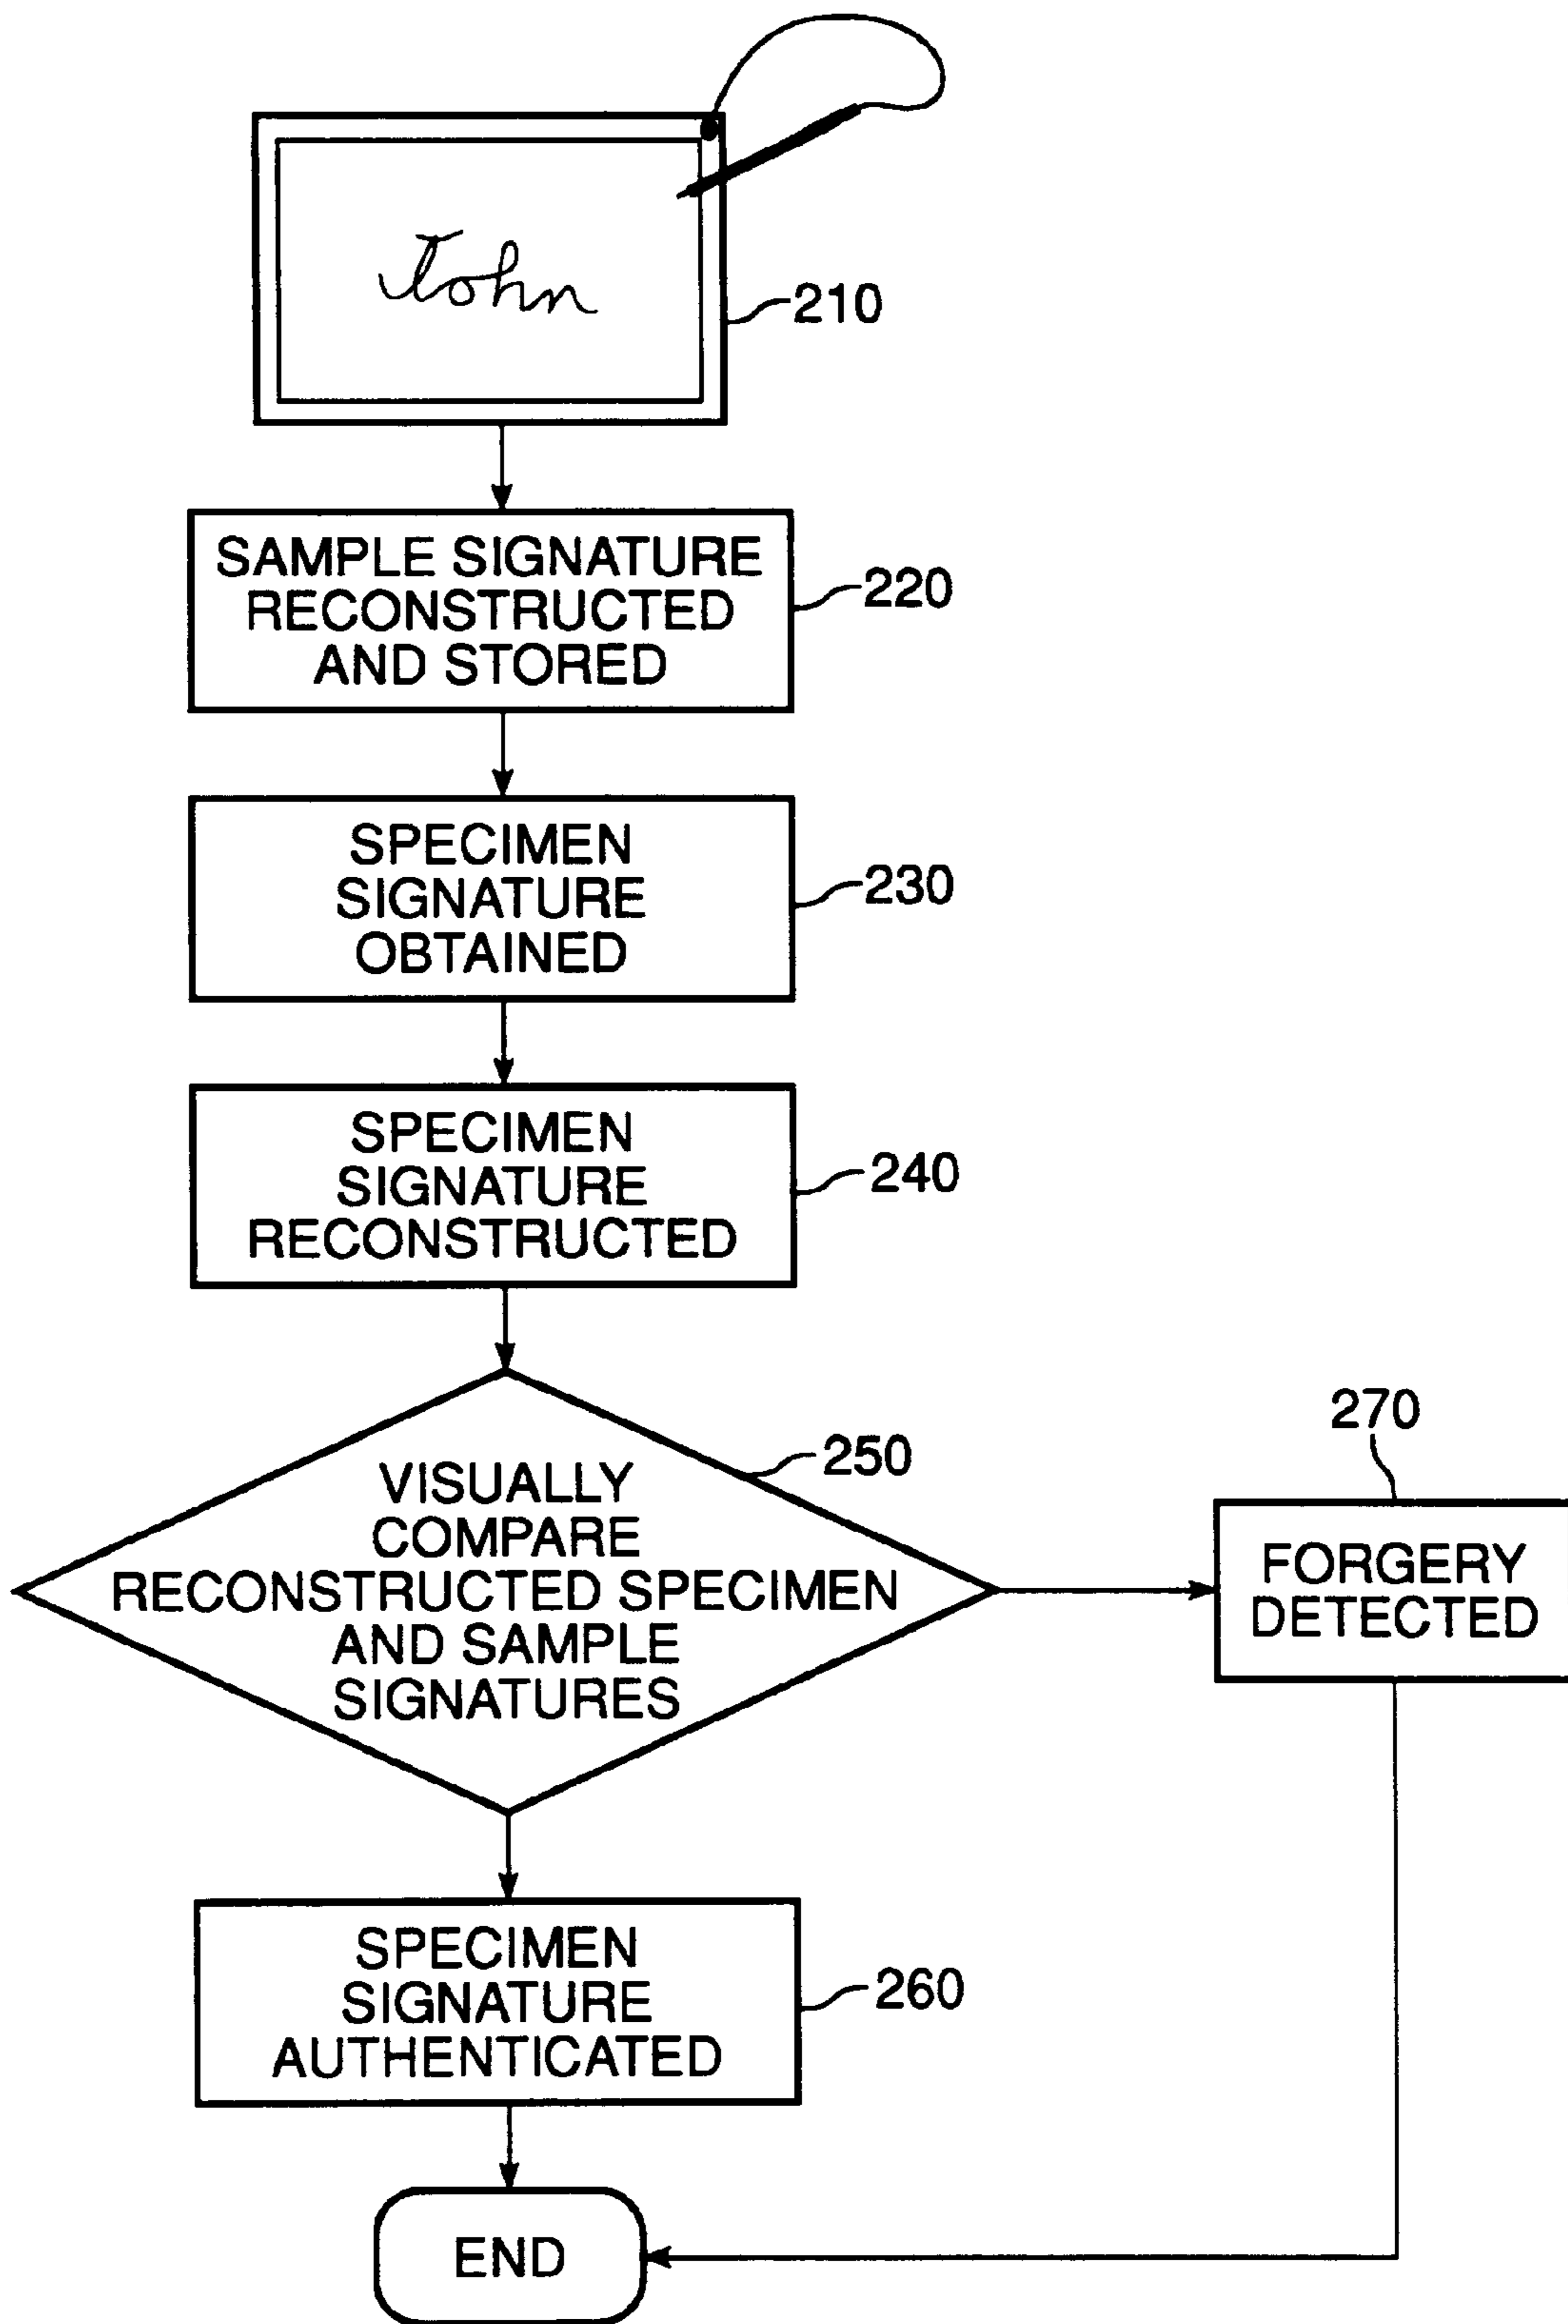 John
210
SAMPLE SIGNATURE
RECONSTRUCTED
AND STORED
220
SPECIMEN
SIGNATURE
OBTAINED
230
SPECIMEN
SIGNATURE
RECONSTRUCTED
240
VISUALLY
COMPARE
RECONSTRUCTED SPECIMEN
AND SAMPLE
SIGNATURES
250
270
FORGERY
DETECTED
SPECIMEN
SIGNATURE
AUTHENTICATED
260
END